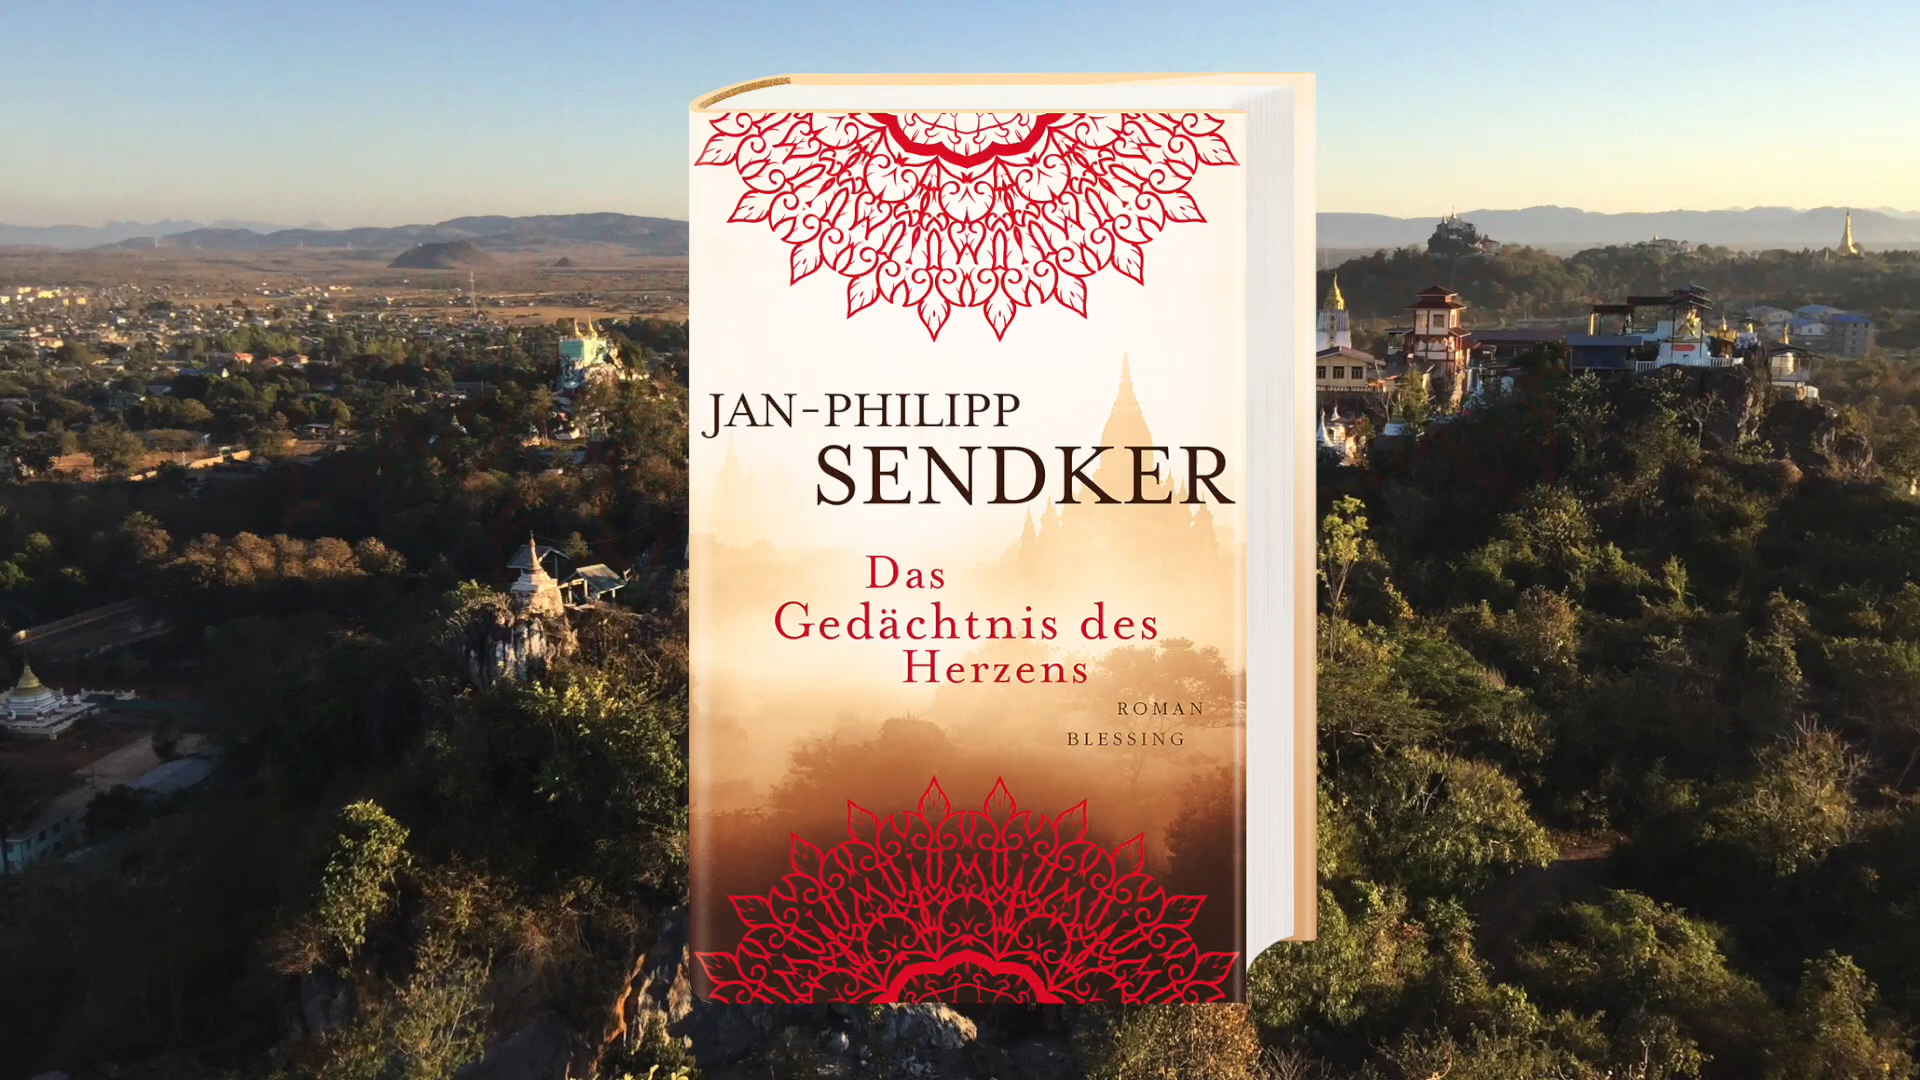 JAN-PHILIPP
SENDKER
Das
Gedächtnis des
Herzens
ROMAN
BLESSING